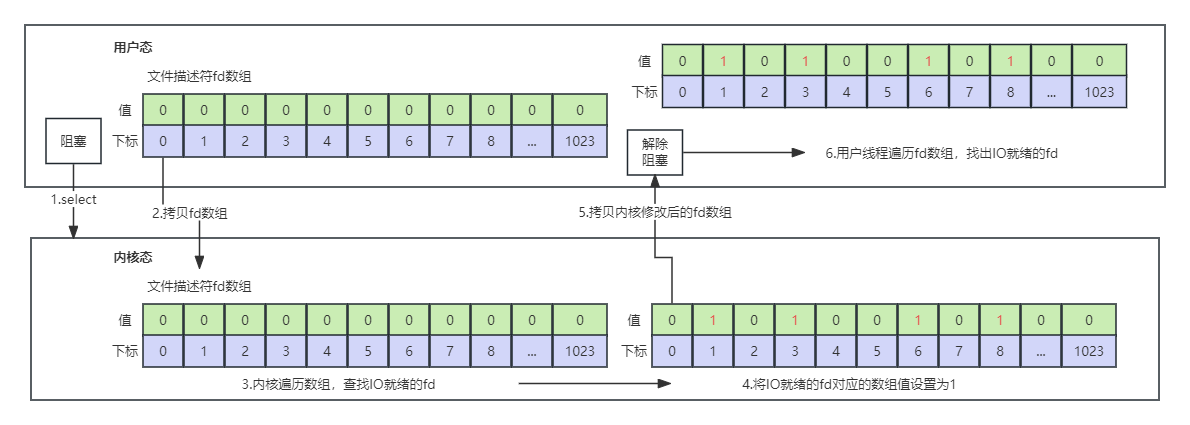 用户态
文件描述符fd数组
值 0 0 0 0 0 0 0 0 0 0 0
下标 0 1 2 3 4 5 6 7 8 ... 1023
阻塞
值 0 1 0 1 0 0 1 0 1 0 0
下标 0 1 2 3 4 5 6 7 8 ... 1023
解除
阻塞
6.用户线程遍历fd数组，找出IO就绪的fd
1.select
2.拷贝fd数组
5.拷贝内核修改后的fd数组
内核态
文件描述符fd数组
值 0 0 0 0 0 0 0 0 0 0 0
下标 0 1 2 3 4 5 6 7 8 ... 1023
值 0 1 0 1 0 0 1 0 1 0 0
下标 0 1 2 3 4 5 6 7 8 ... 1023
3.内核遍历数组，查找IO就绪的fd
4.将IO就绪的fd对应的数组值设置为1